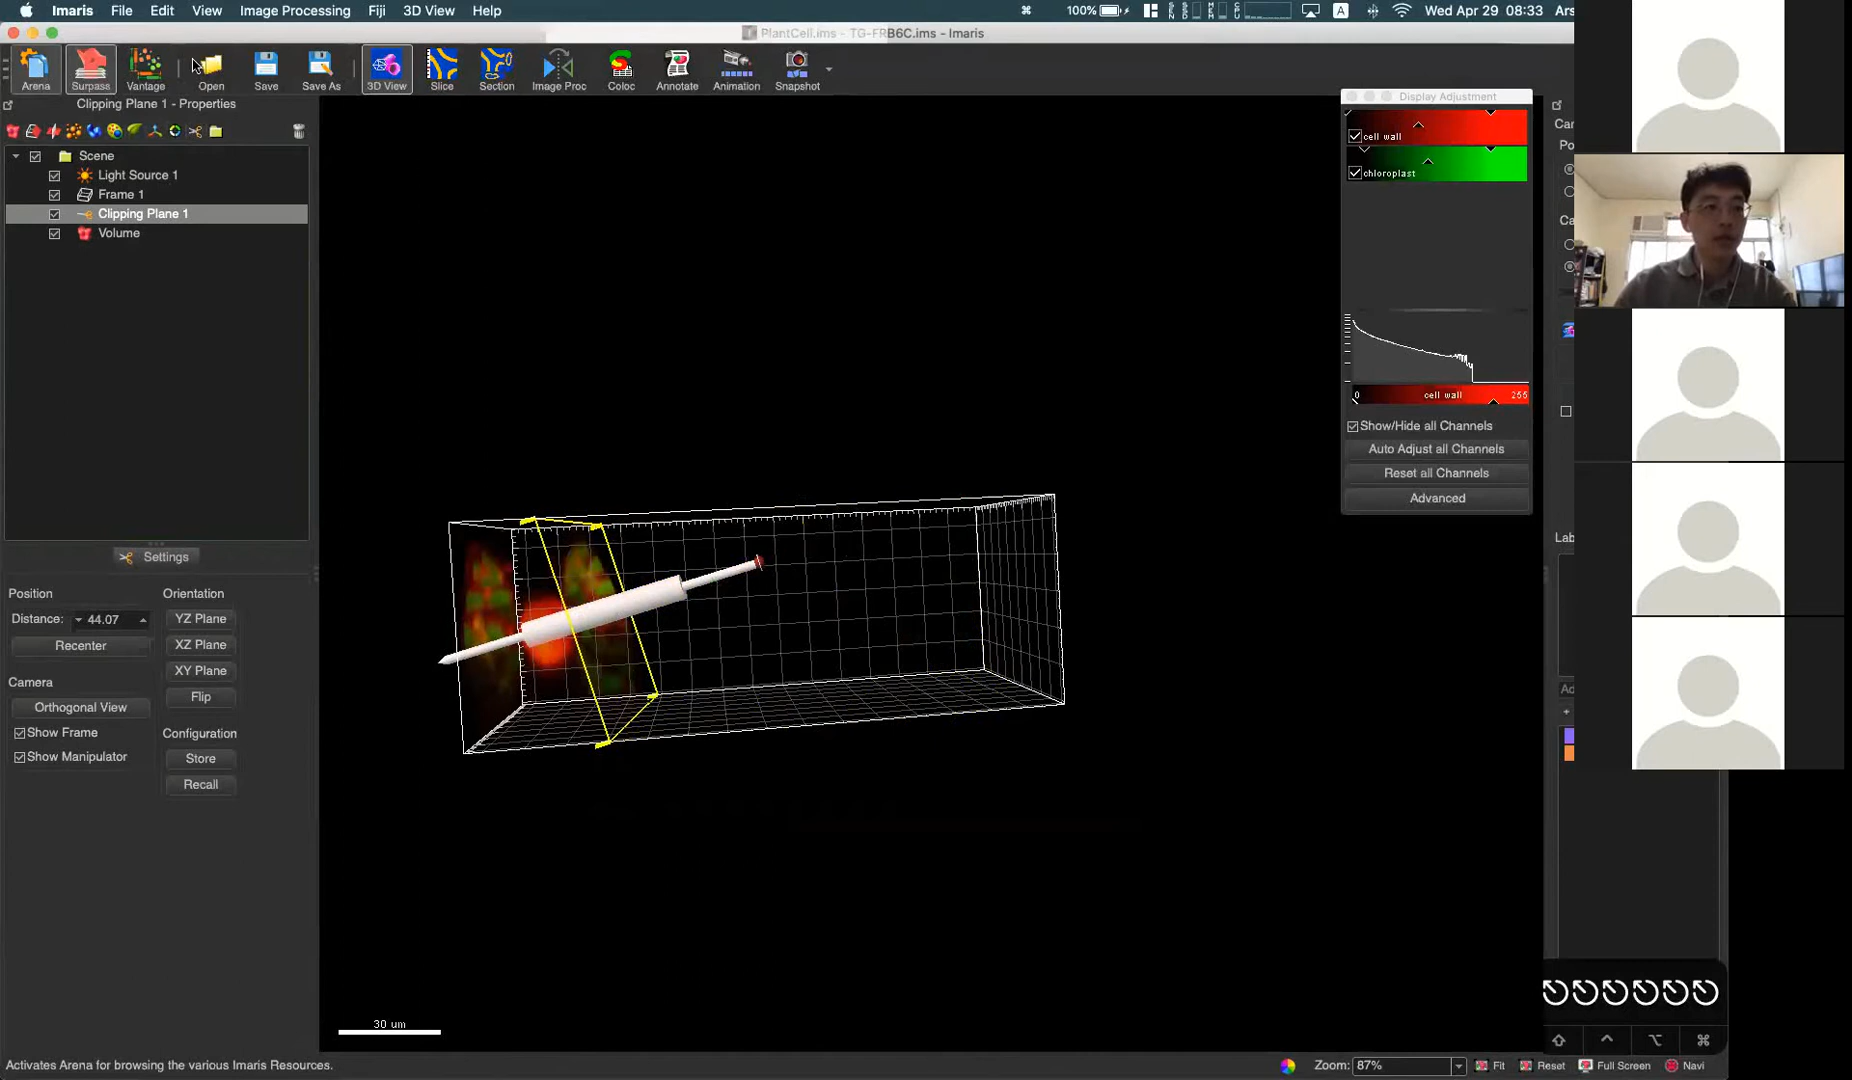 Imaris File Edit View Image Processing Fiji 3D View Help
100% A Wed Apr 29 08:33 Ars
PlantCell.ims - TG-FRB6C.ims - Imaris
Arena Surpass Vantage Open Save Save As 3D View Slice Section Image Proc Coloc Annotate Animation Snapshot
Clipping Plane 1 - Properties
Scene
Light Source 1
Frame 1
Clipping Plane 1
Volume
Settings
Position
Distance: 44.07
Recenter
Camera
Orthogonal View
Show Frame
Show Manipulator
Orientation
YZ Plane
XZ Plane
XY Plane
Flip
Configuration
Store
Recall
30 um
Display Adjustment
cell wall
chloroplast
0 cell wall 255
Show/Hide all Channels
Auto Adjust all Channels
Reset all Channels
Advanced
Car
Po
Ca
Lab
Ad
Activates Arena for browsing the various Imaris Resources.
Zoom: 87% Fit Reset Full Screen Navi